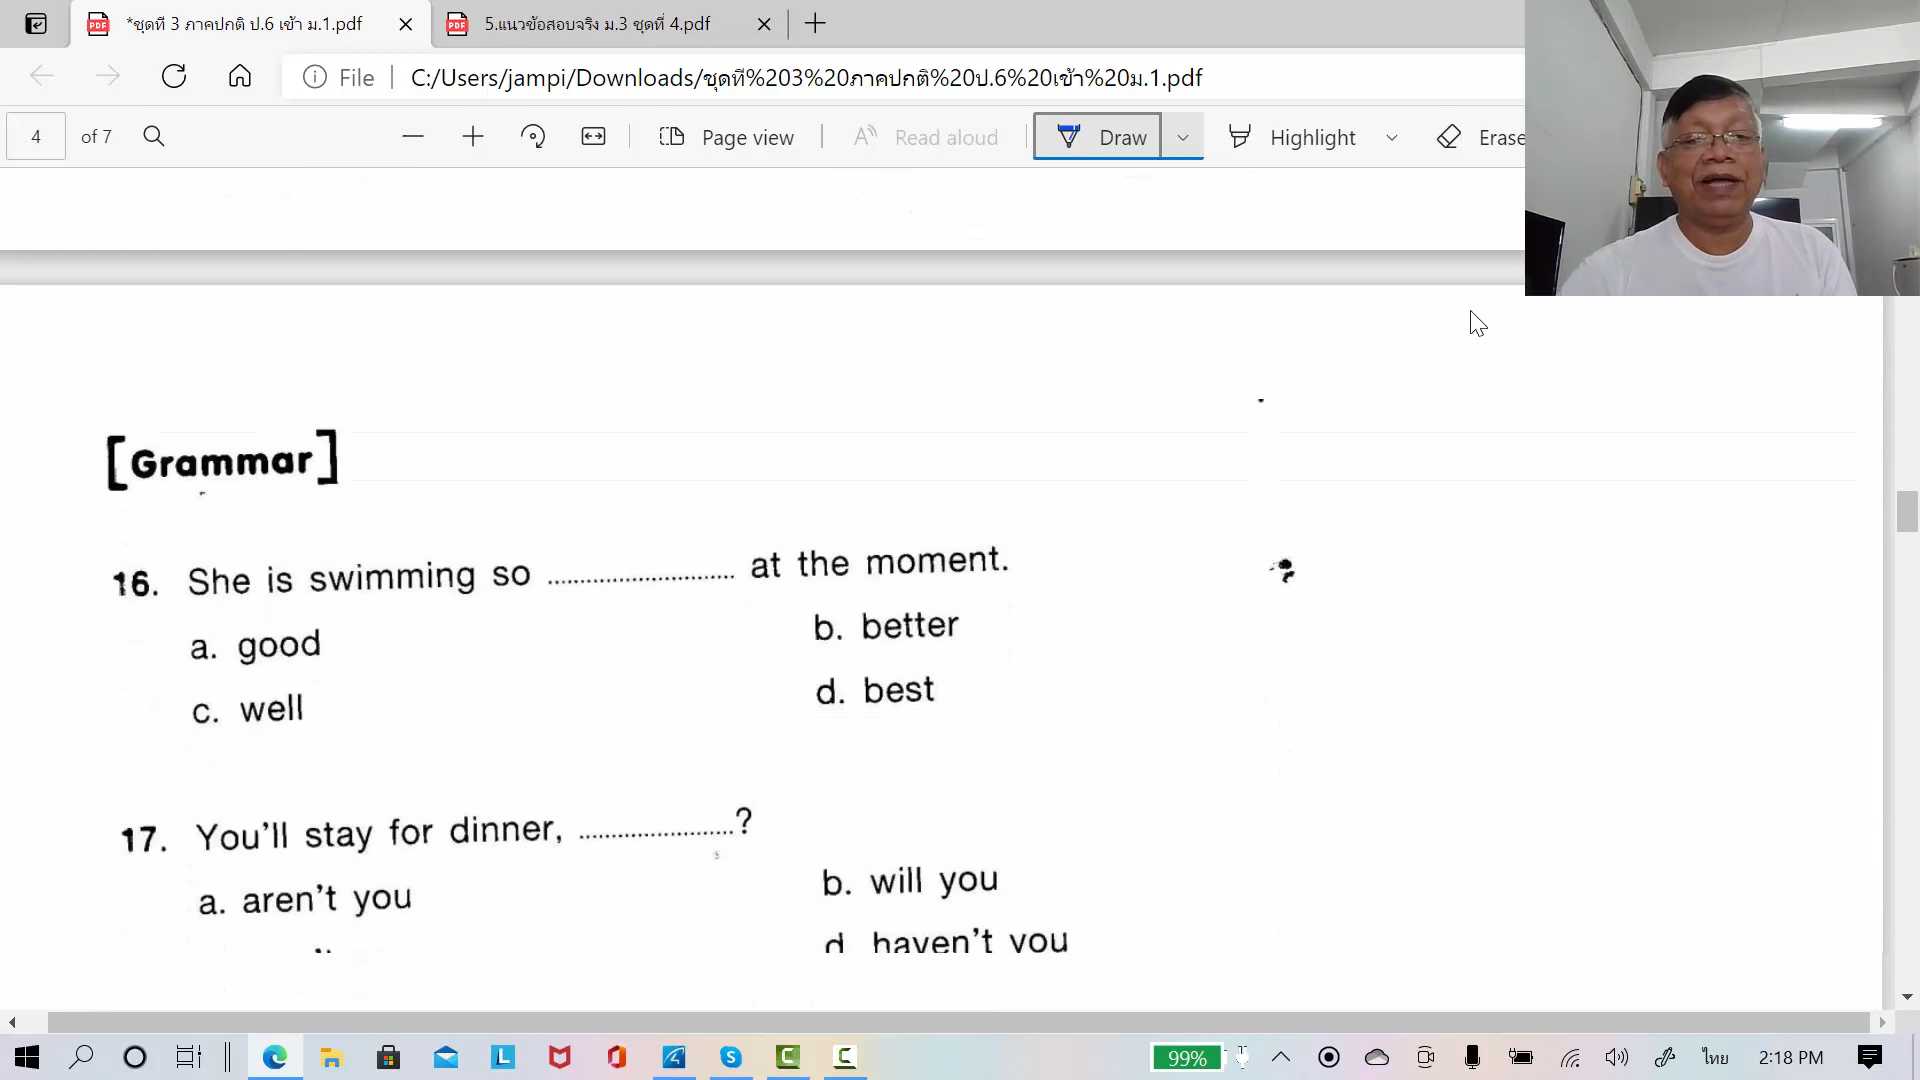 *ชุดที่ 3 ภาคปกติ ป.6 เข้า ม.1.pdf
5.แนวข้อสอบจริง ม.3 ชุดที่ 4.pdf
File
C:/Users/jampi/Downloads/ชุดที่%203%20ภาคปกติ%20ป.6%20เข้า%20ม.1.pdf
4 of 7
Page view
Read aloud
Draw
Highlight
Erase
[Grammar]
16. She is swimming so .............................. at the moment.
a. good
b. better
c. well
d. best
17. You'll stay for dinner, ........................?
a. aren't you
b. will you
d. haven't you
99%
ไทย
2:18 PM